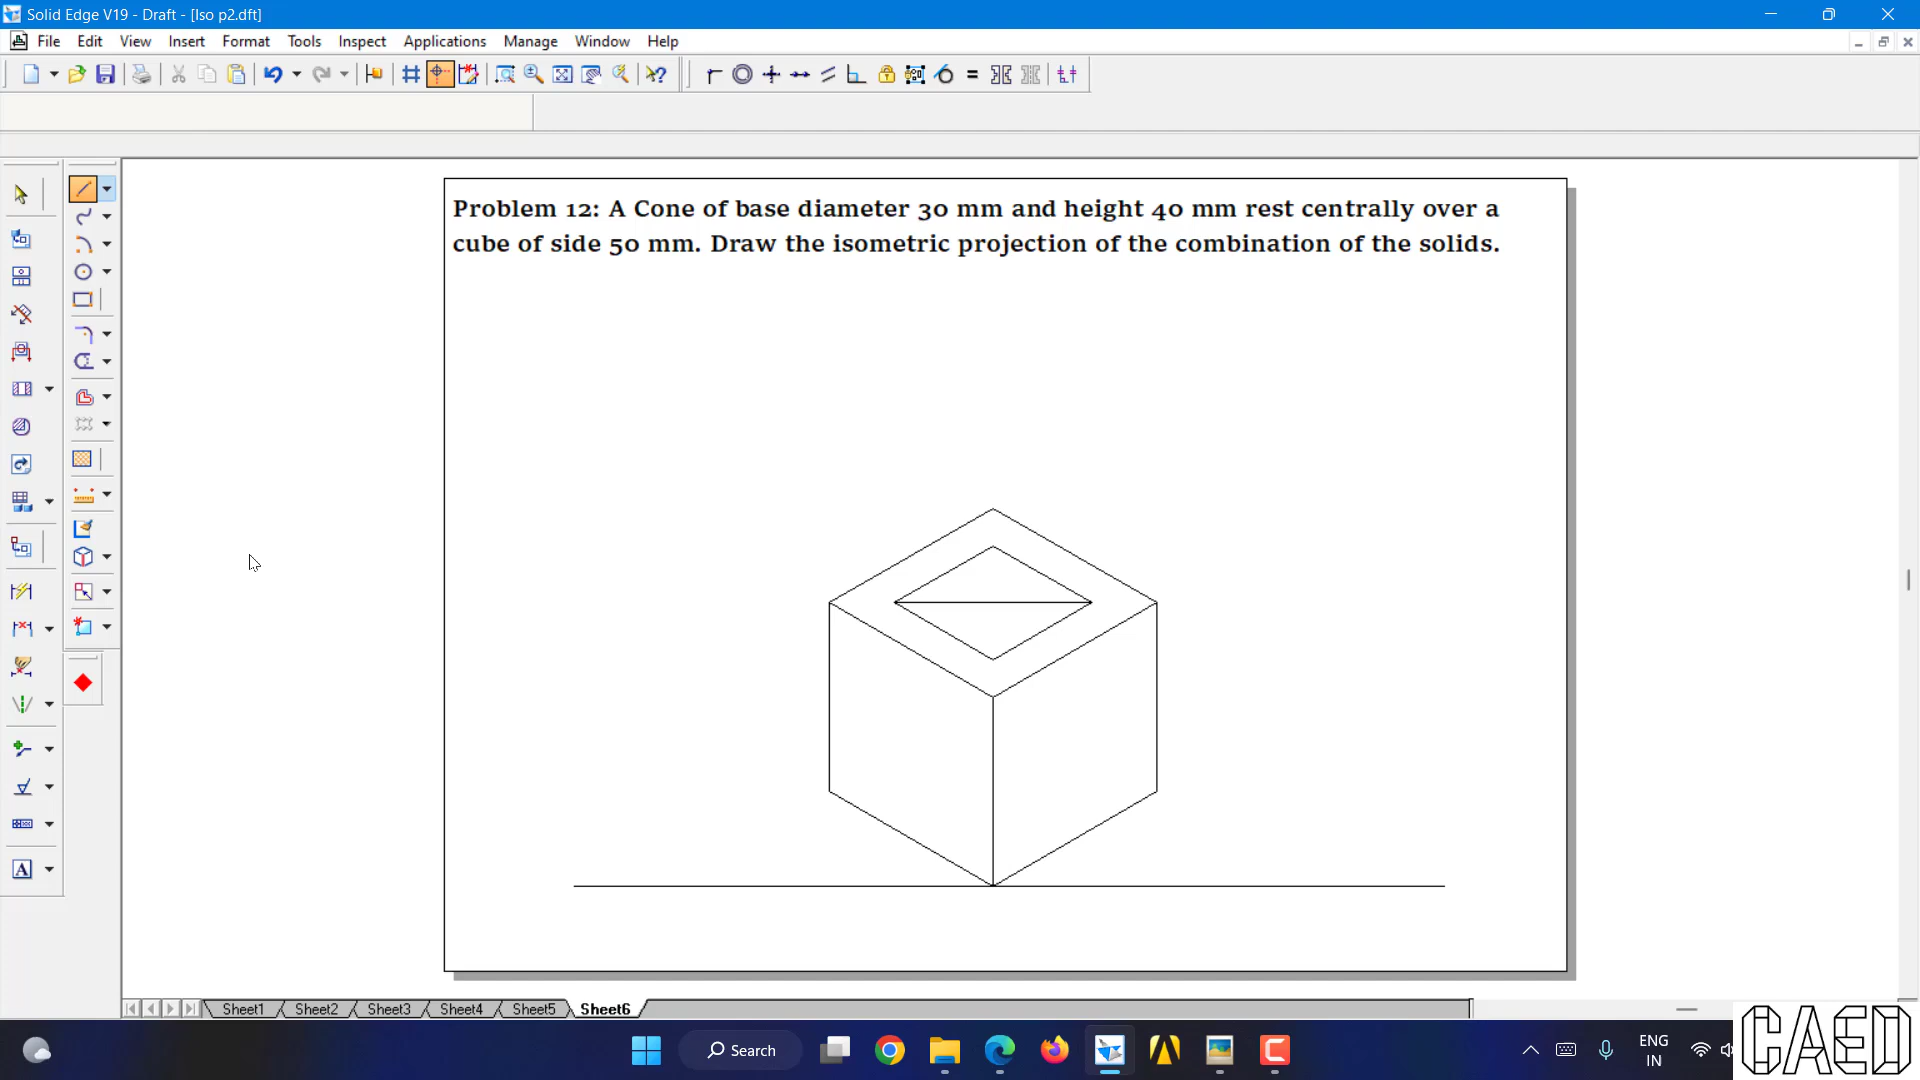 Solid Edge V19 - Draft - [Iso p2.dft]
File Edit View Insert Format Tools Inspect Applications Manage Window Help
Problem 12: A Cone of base diameter 30 mm and height 40 mm rest centrally over a
cube of side 50 mm. Draw the isometric projection of the combination of the solids.
A
Sheet1 Sheet2 Sheet3 Sheet4 Sheet5 Sheet6
Search
ENG
IN
CAED